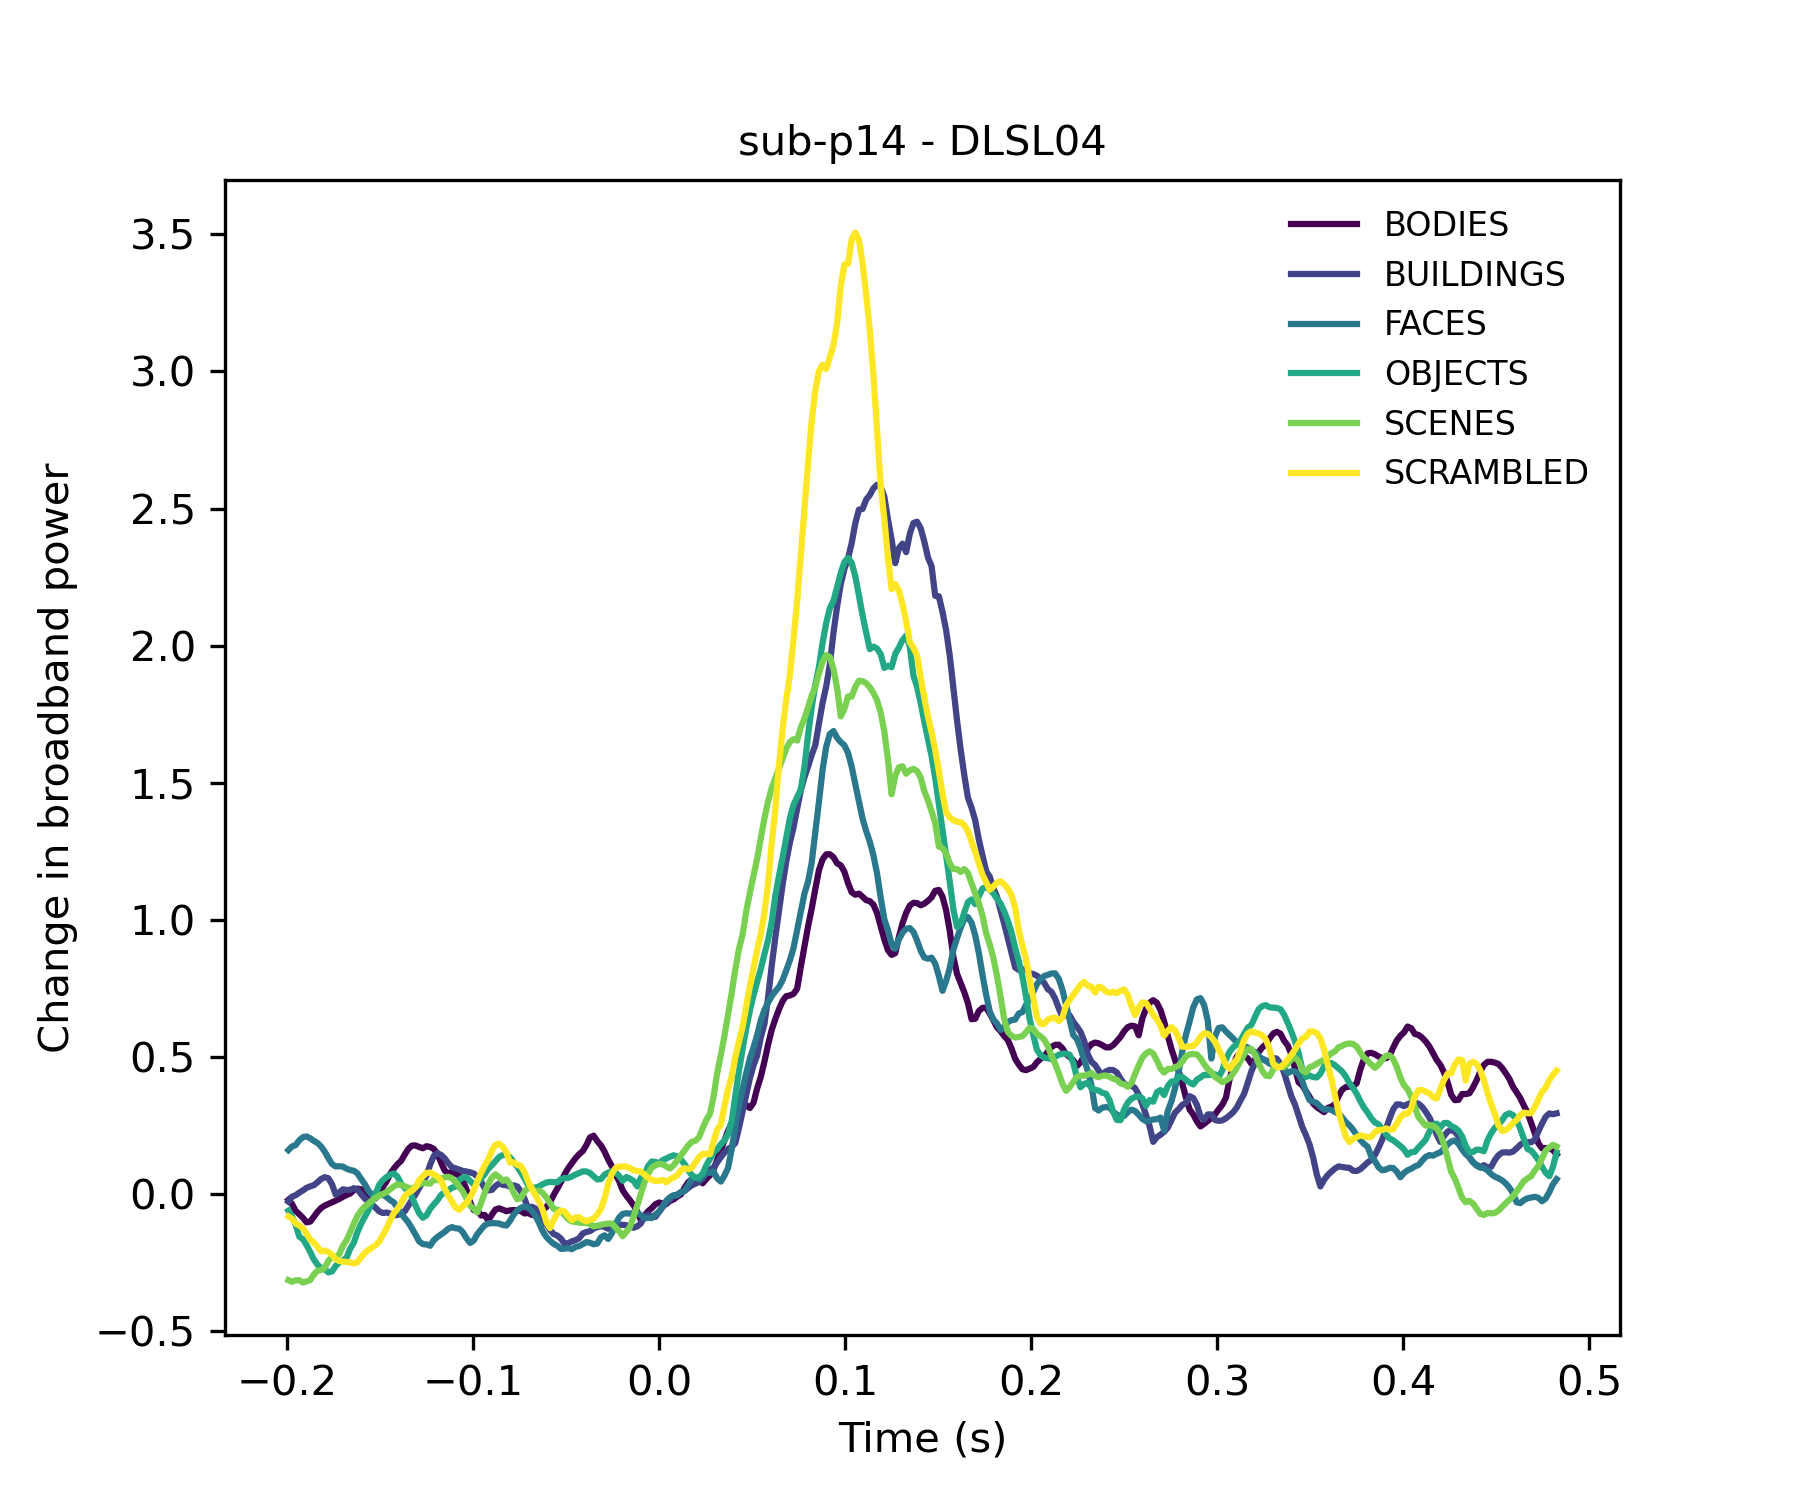 sub-p14 - DLSL04
BODIES
BUILDINGS
FACES
OBJECTS
SCENES
SCRAMBLED
Change in broadband power
3.5
3.0
2.5
2.0
1.5
1.0
0.5
0.0
−0.5
−0.2 −0.1 0.0 0.1 0.2 0.3 0.4 0.5
Time (s)